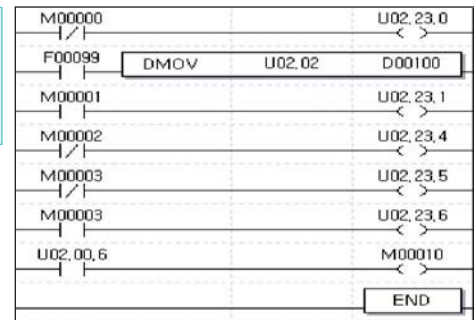 M00000 U02,23,0
F00099 DMOV U02,02 D00100
M00001 U02,23,1
M00002 U02,23,4
M00003 U02,23,5
M00003 U02,23,6
U02,00,6 M00010
END